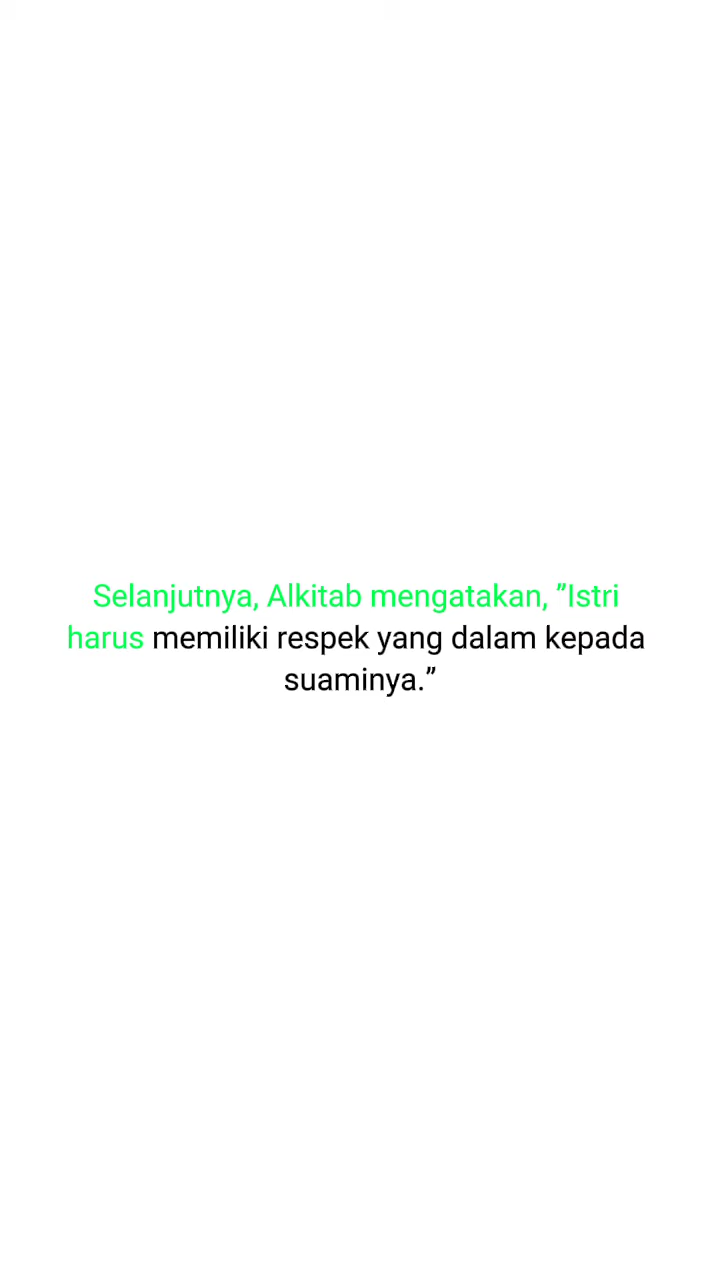 Selanjutnya, Alkitab mengatakan, ”Istri
harus memiliki respek yang dalam kepada
suaminya.”